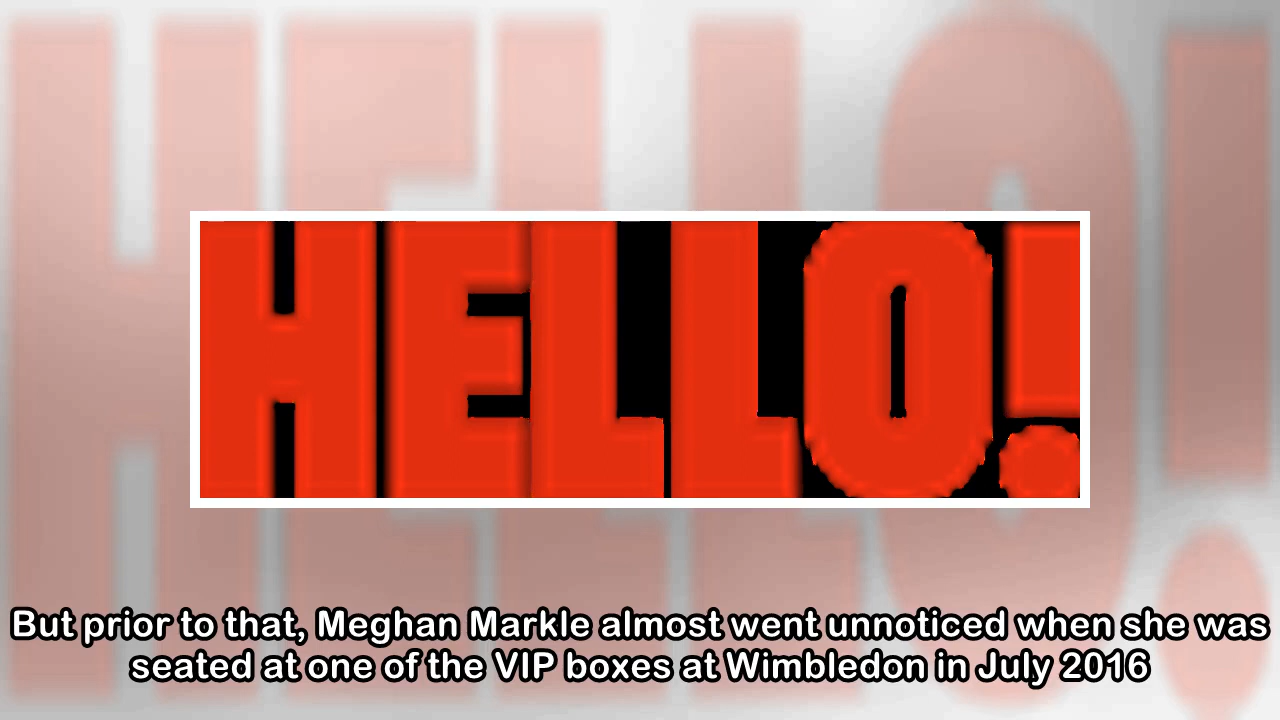 HELLO!
But prior to that, Meghan Markle almost went unnoticed when she was
seated at one of the VIP boxes at Wimbledon in July 2016